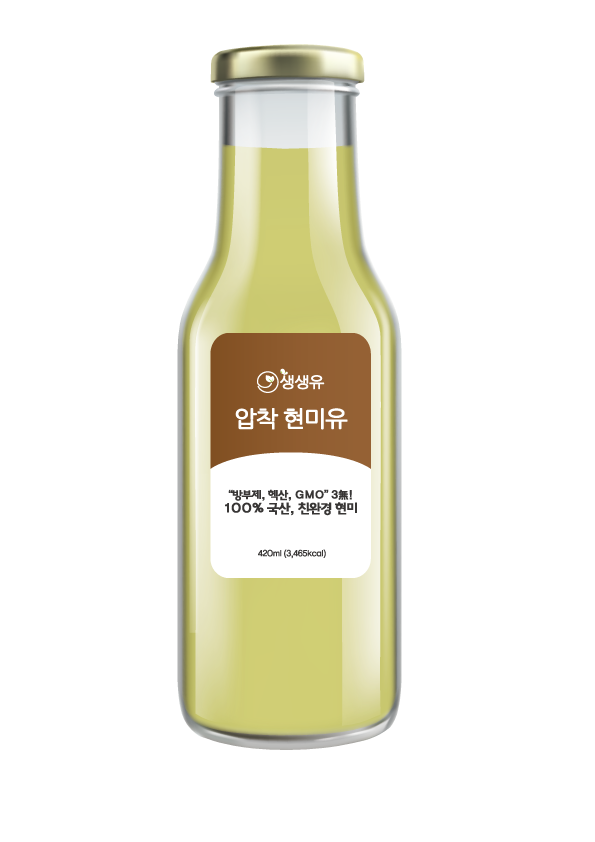 생생유
압착 현미유
"방부제, 헥산, GMO" 3無!
100% 국산, 친완경 현미
420ml (3,465kcal)